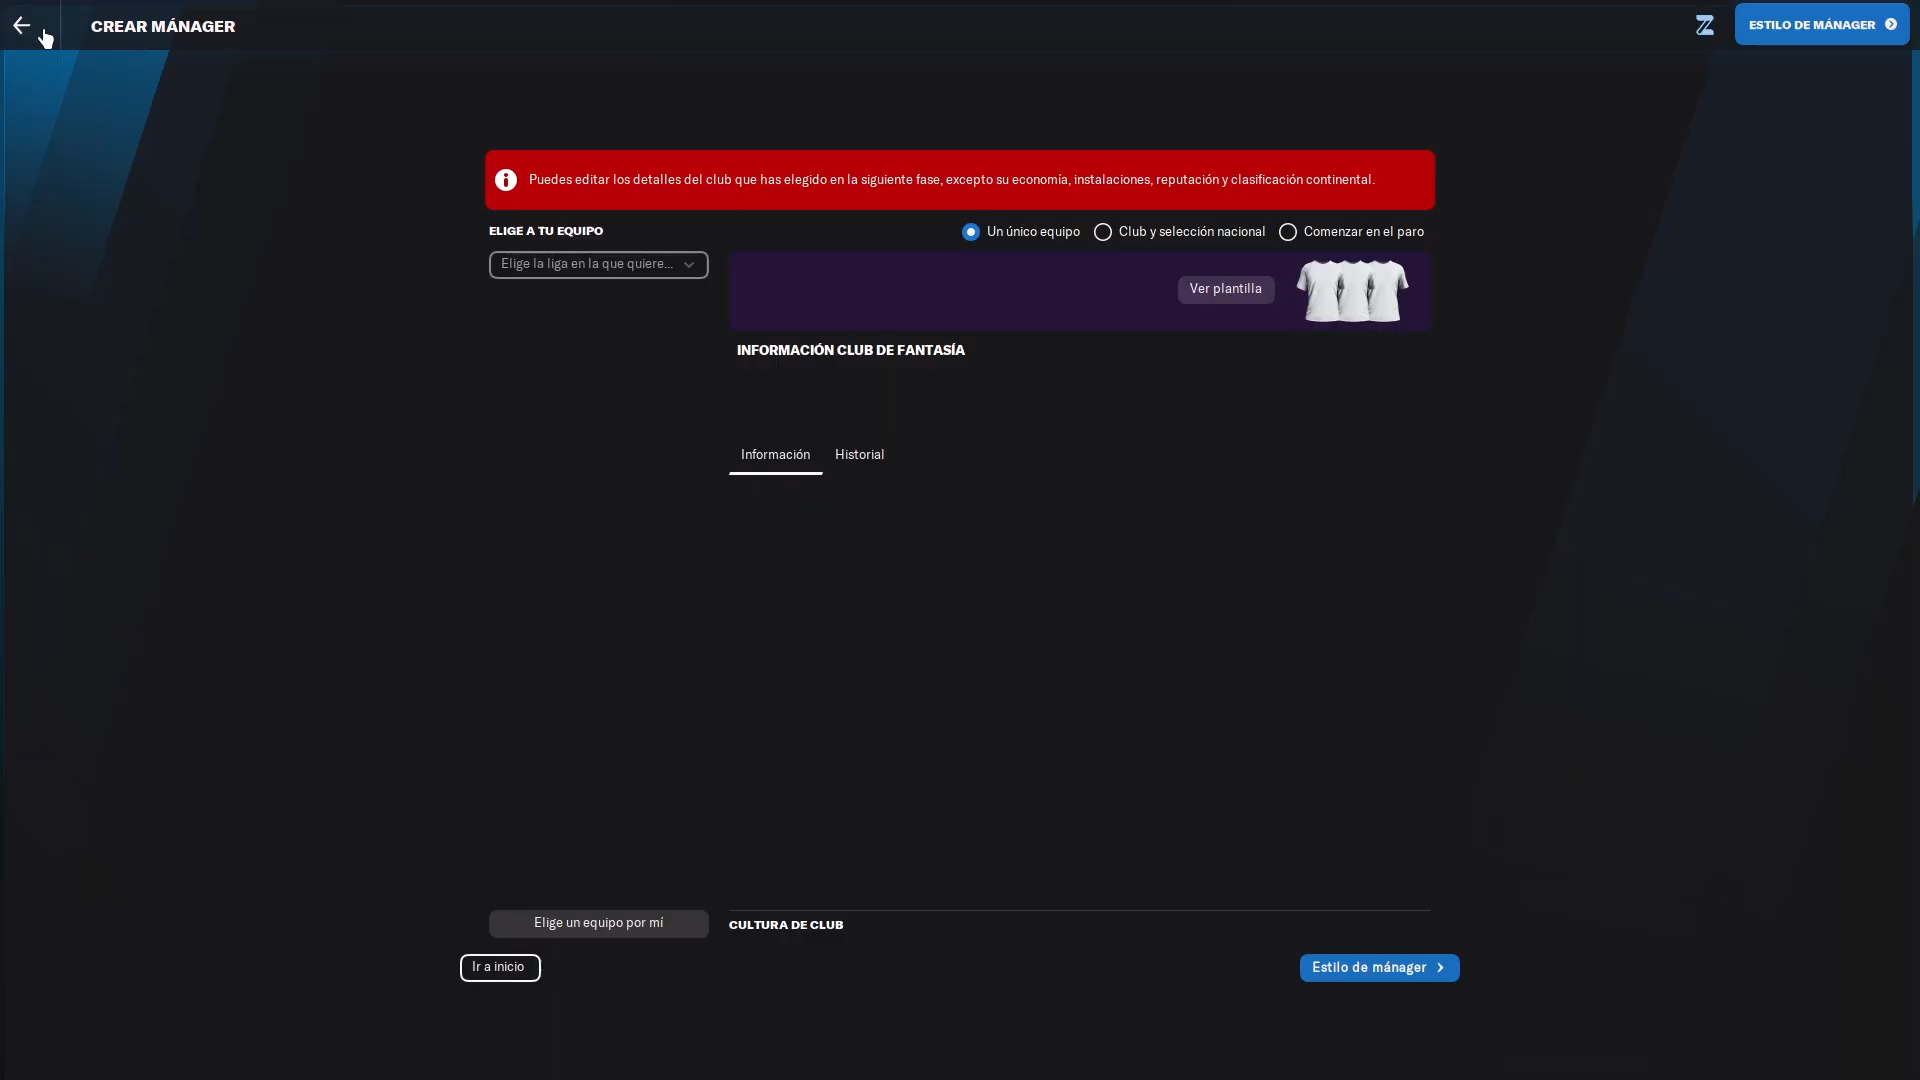 CREAR MÁNAGER
ESTILO DE MÁNAGER
Puedes editar los detalles del club que has elegido en la siguiente fase, excepto su economía, instalaciones, reputación y clasificación continental.
ELIGE A TU EQUIPO
Un único equipo
Club y selección nacional
Comenzar en el paro
Elige la liga en la que quiere...
Ver plantilla
INFORMACIÓN CLUB DE FANTASÍA
Información
Historial
Elige un equipo por mí
CULTURA DE CLUB
Ir a inicio
Estilo de mánager